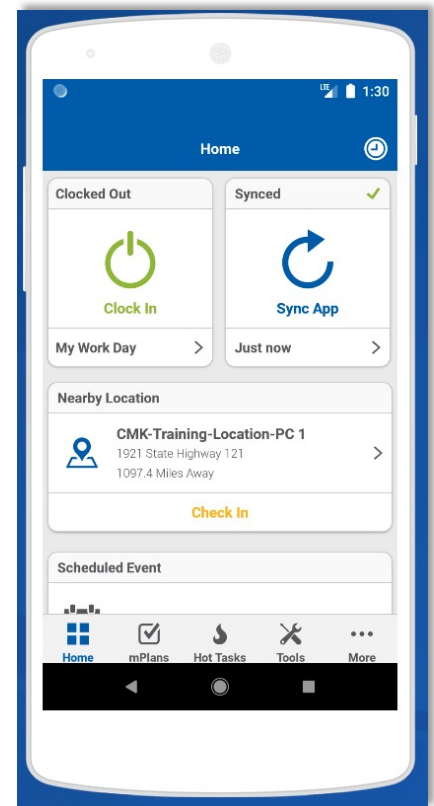 LTE 1:30
Home
Clocked Out
Synced
Clock In
Sync App
My Work Day
Just now
Nearby Location
CMK-Training-Location-PC 1
1921 State Highway 121
1097.4 Miles Away
Check In
Scheduled Event
Home mPlans Hot Tasks Tools More